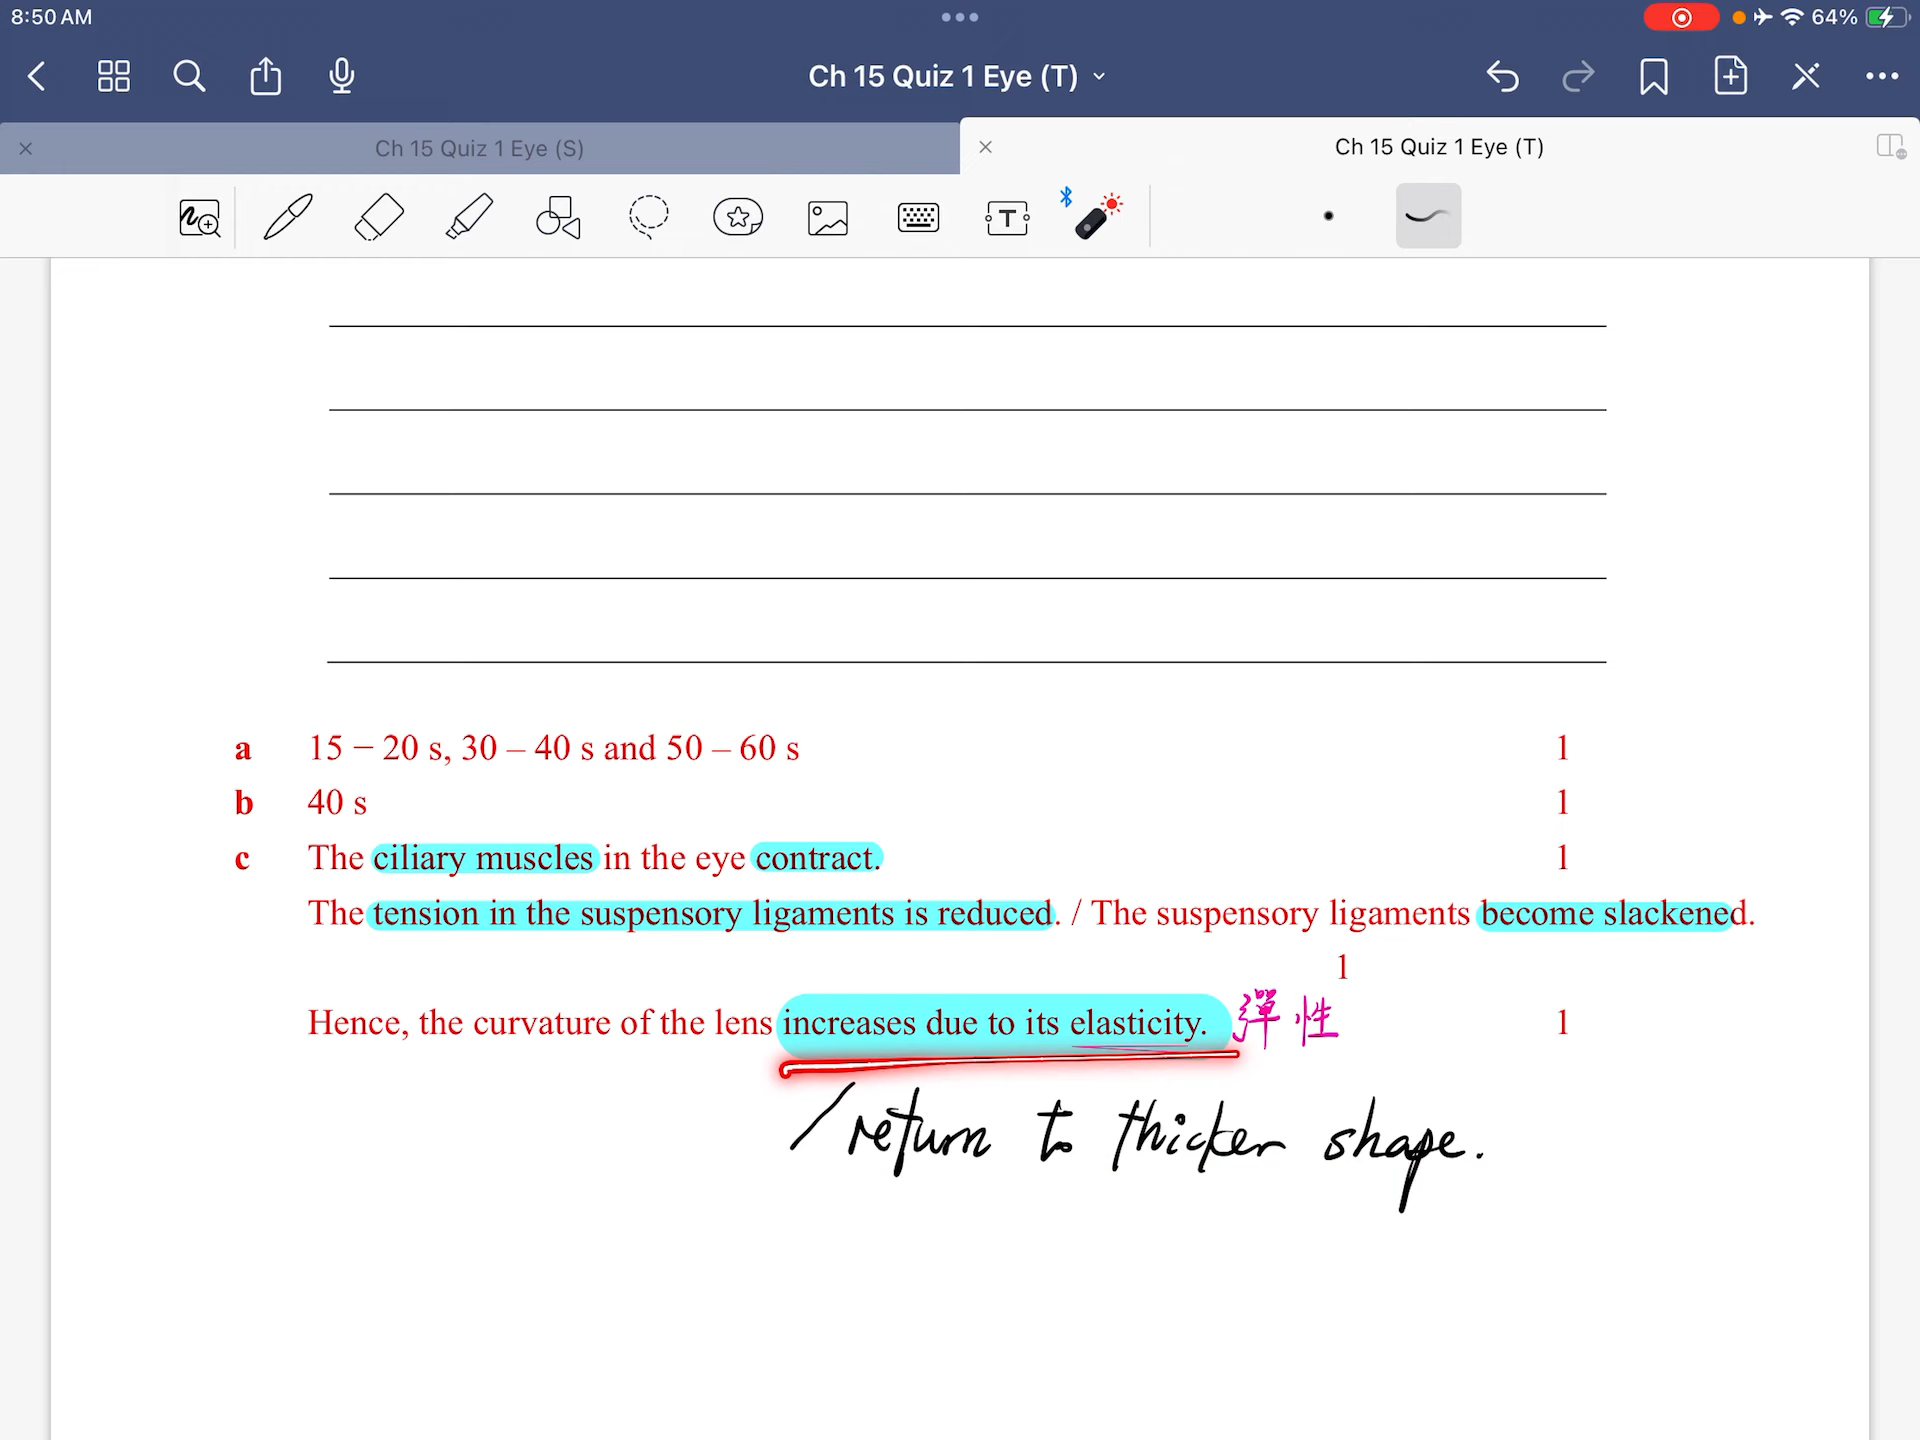 8:50 AM
64%
Ch 15 Quiz 1 Eye (T)
Ch 15 Quiz 1 Eye (S)
Ch 15 Quiz 1 Eye (T)
T
a 15 − 20 s, 30 – 40 s and 50 – 60 s 1
b 40 s 1
c The ciliary muscles in the eye contract. 1
The tension in the suspensory ligaments is reduced. / The suspensory ligaments become slackened.
1
Hence, the curvature of the lens increases due to its elasticity. 彈性 1
/ return to thicker shape.